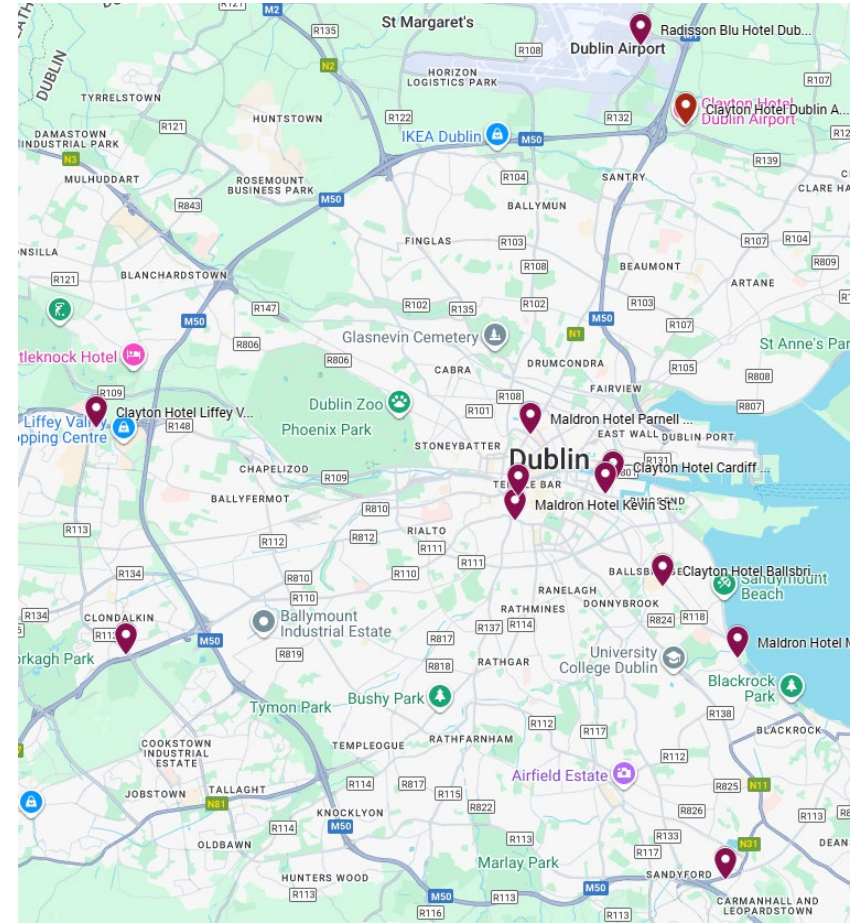 R121
M2
R135
St Margaret's
Radisson Blu Hotel Dub...
Dublin Airport
R108
N2
HORIZON
LOGISTICS PARK
DUBLIN
TYRRELSTOWN
R107
R121
HUNTSTOWN
R122
R132
Clayton Hotel Dublin A...
Clayton Hotel
Dublin Airport
DAMASTOWN
INDUSTRIAL PARK
IKEA Dublin
M50
N3
R139
MULHUDDART
ROSEMOUNT
BUSINESS PARK
R104
SANTRY
CLARE HA
R843
M50
BALLYMUN
FINGLAS
R103
R107
R104
R809
R108
BEAUMONT
R121
BLANCHARDSTOWN
ARTANE
R147
R102
R135
R102
R103
M50
N1
M50
R107
R806
Glasnevin Cemetery
St Anne's Par
tleknock Hotel
R806
DRUMCONDRA
CABRA
R105
R808
R109
Dublin Zoo
R108
FAIRVIEW
R807
Clayton Hotel Liffey V...
R101
Maldron Hotel Parnell ...
Liffey Valley
opping Centre
R148
Phoenix Park
EAST WALL
DUBLIN PORT
STONEYBATTER
Dublin
R131
CHAPELIZOD
R109
Clayton Hotel Cardiff ...
TEMPLE BAR
R801
BALLYFERMOT
R810
Maldron Hotel Kevin St...
RINGSEND
R113
RIALTO
R112
R812
R111
R111
R134
R810
R110
BALLSBRIDGE
Clayton Hotel Ballsbri...
Sandymount
Beach
R110
RANELAGH
DONNYBROOK
R134
CLONDALKIN
Ballymount
Industrial Estate
RATHMINES
R824
R118
R113
M50
R817
R137
R114
Maldron Hotel M
R819
University
College Dublin
orkagh Park
R818
RATHGAR
Tymon Park
Bushy Park
Blackrock
Park
R138
R112
R117
BLACKROCK
COOKSTOWN
INDUSTRIAL
ESTATE
TEMPLEOGUE
RATHFARNHAM
R112
Airfield Estate
R114
R817
R825
N11
JOBSTOWN
TALLAGHT
R115
N81
R822
R826
R113
KNOCKLYON
M50
R114
R133
OLDBAWN
R113
R117
N31
DEAN
Marlay Park
SANDYFORD
HUNTERS WOOD
R113
M50
R113
M50
CARMANHALL AND
LEOPARDSTOWN
R116